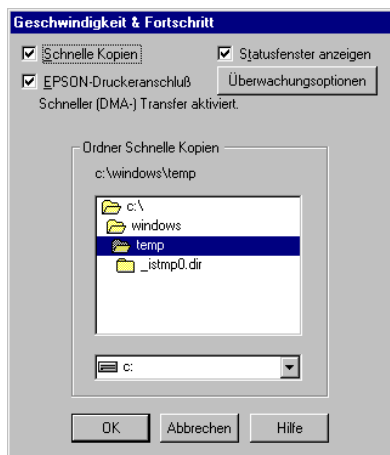 Geschwindigkeit & Fortschritt
Schnelle Kopien
Statusfenster anzeigen
EPSON-Druckeranschluß
Überwachungsoptionen
Schneller (DMA-) Transfer aktiviert.
Ordner Schnelle Kopien
c:\windows\temp
c:\
windows
temp
_istmp0.dir
c:
OK
Abbrechen
Hilfe